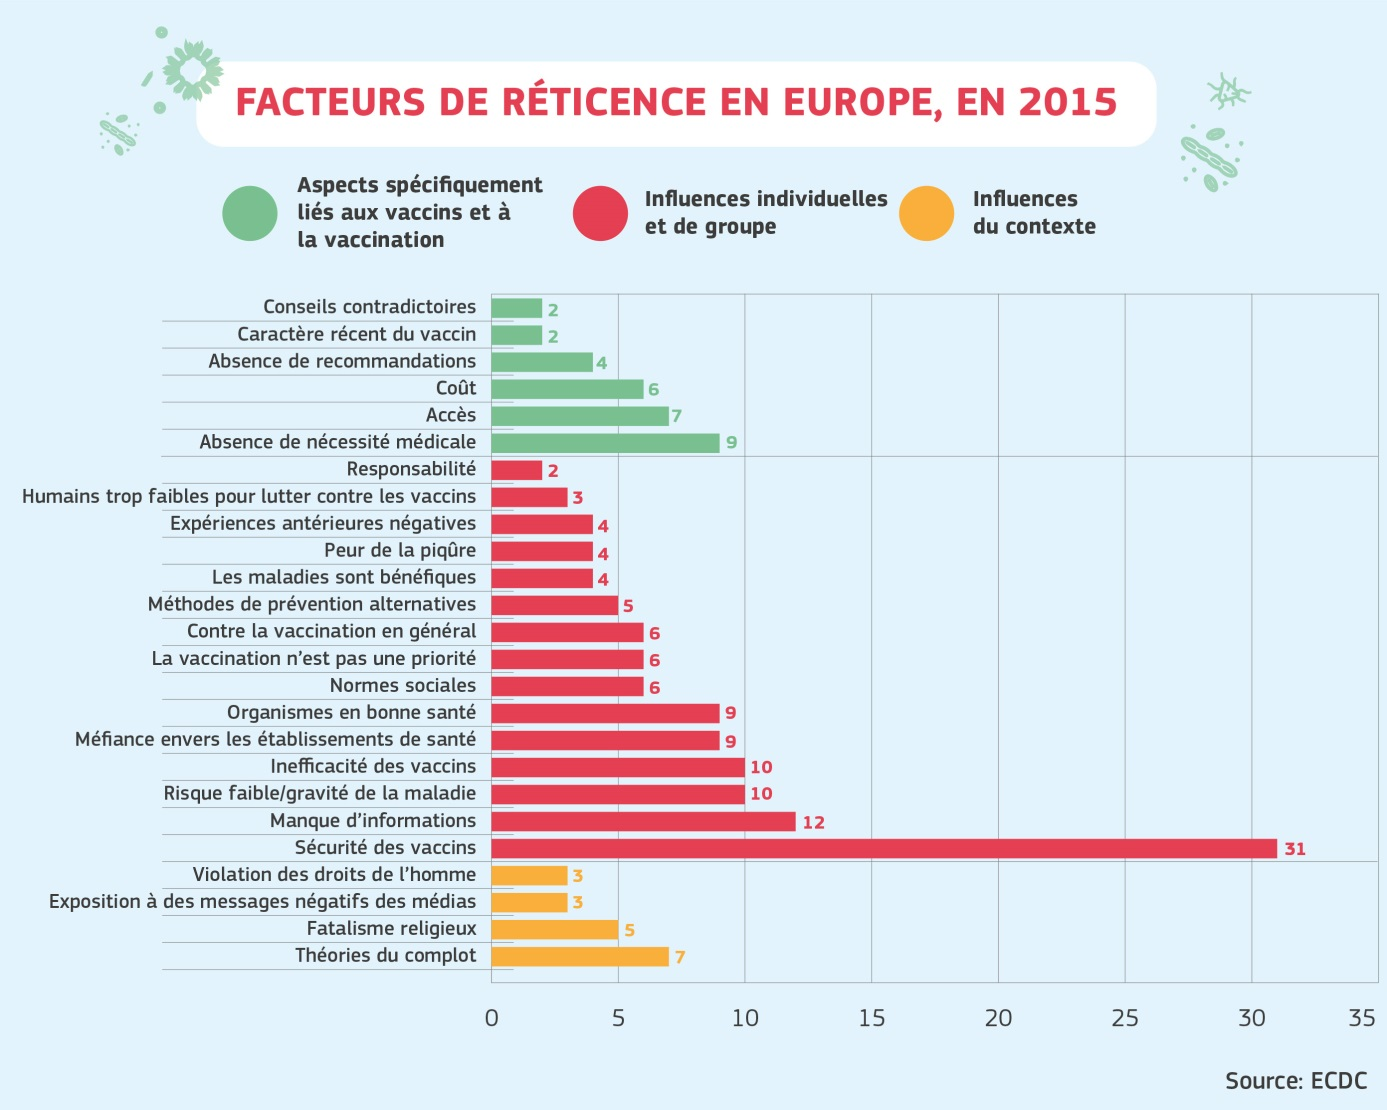 FACTEURS DE RÉTICENCE EN EUROPE, EN 2015
Aspects spécifiquement
liés aux vaccins et à
la vaccination
Influences individuelles
et de groupe
Influences
du contexte
Conseils contradictoires 2
Caractère récent du vaccin 2
Absence de recommandations 4
Coût 6
Accès 7
Absence de nécessité médicale 9
Responsabilité 2
Humains trop faibles pour lutter contre les vaccins 3
Expériences antérieures négatives 4
Peur de la piqûre 4
Les maladies sont bénéfiques 4
Méthodes de prévention alternatives 5
Contre la vaccination en général 6
La vaccination n’est pas une priorité 6
Normes sociales 6
Organismes en bonne santé 9
Méfiance envers les établissements de santé 9
Inefficacité des vaccins 10
Risque faible/gravité de la maladie 10
Manque d’informations 12
Sécurité des vaccins 31
Violation des droits de l’homme 3
Exposition à des messages négatifs des médias 3
Fatalisme religieux 5
Théories du complot 7
0 5 10 15 20 25 30 35
Source: ECDC